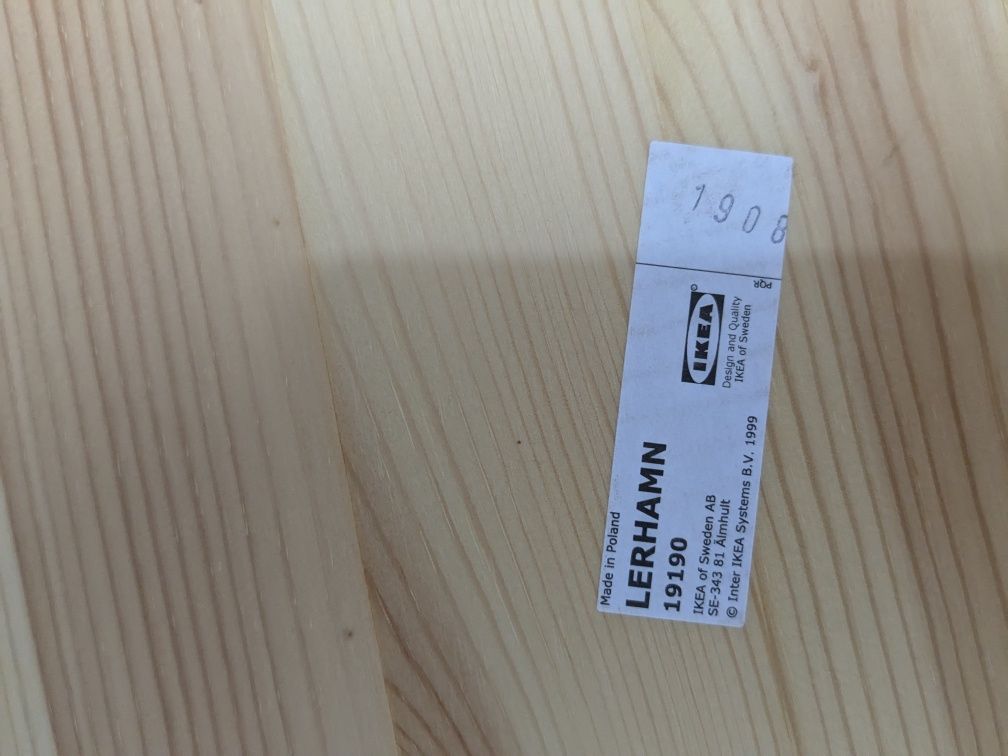 Made in Poland
LERHAMN
19190
IKEA of Sweden AB
SE-343 81 Älmhult
© Inter IKEA Systems B.V. 1999
IKEA®
Design and Quality
IKEA of Sweden
PQR
1908